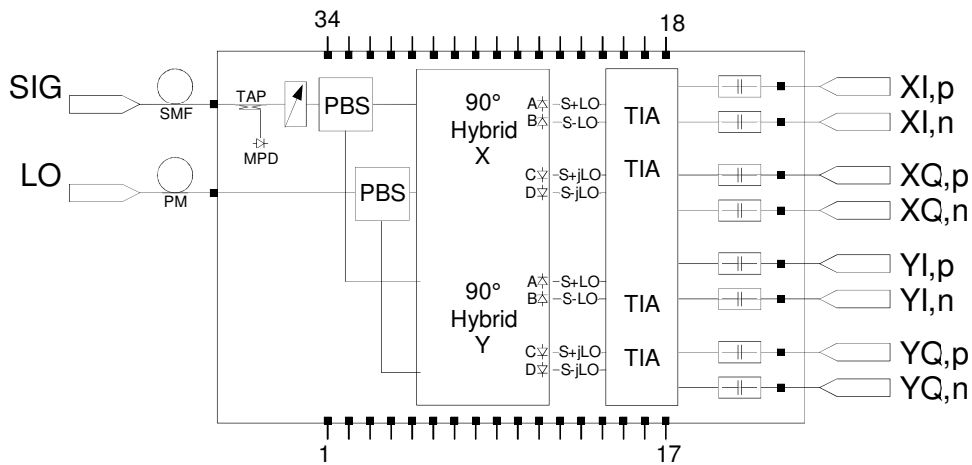 34 18
SIG
SMF
TAP
MPD
PBS
LO
PM
PBS
90°
Hybrid
X
A S+LO
B S-LO
C S+jLO
D S-jLO
TIA
TIA
90°
Hybrid
Y
A S+LO
B S-LO
C S+jLO
D S-jLO
TIA
TIA
XI,p
XI,n
XQ,p
XQ,n
YI,p
YI,n
YQ,p
YQ,n
1 17